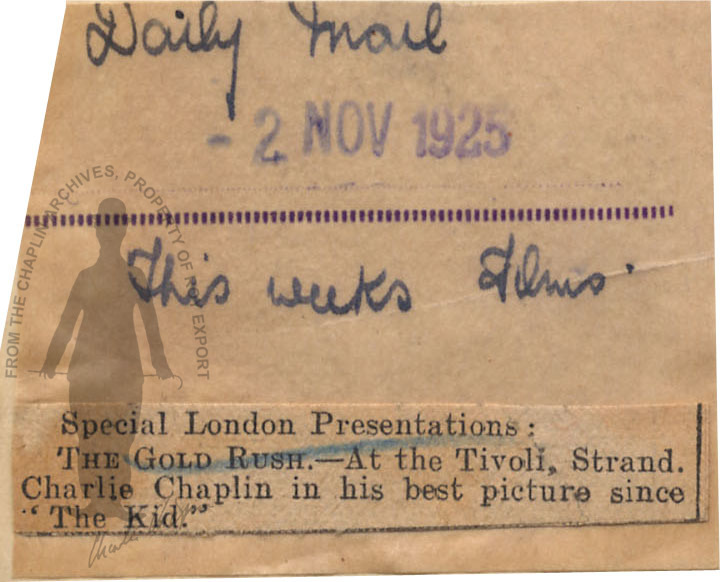 Daily Mail
- 2 NOV 1925
This weeks Films.
FROM THE CHAPLIN ARCHIVES, PROPERTY OF ROY EXPORT
Special London Presentations:
THE GOLD RUSH.—At the Tivoli, Strand.
Charlie Chaplin in his best picture since
"The Kid."